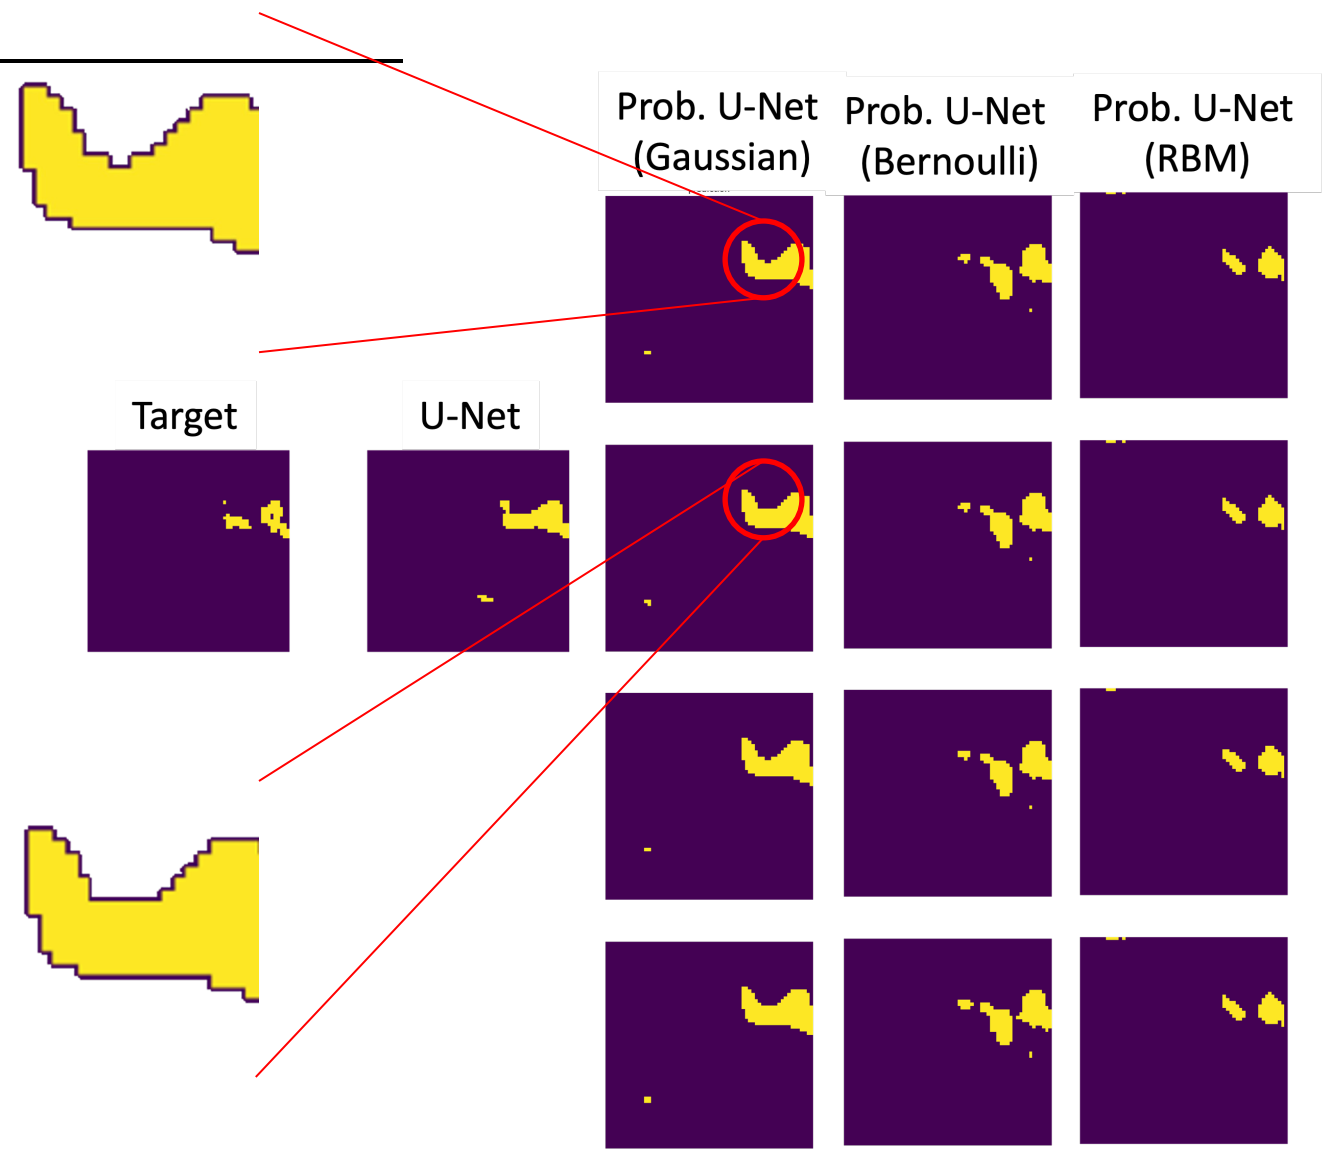 Prob. U-Net
(Gaussian)
Prob. U-Net
(Bernoulli)
Prob. U-Net
(RBM)
Target
U-Net